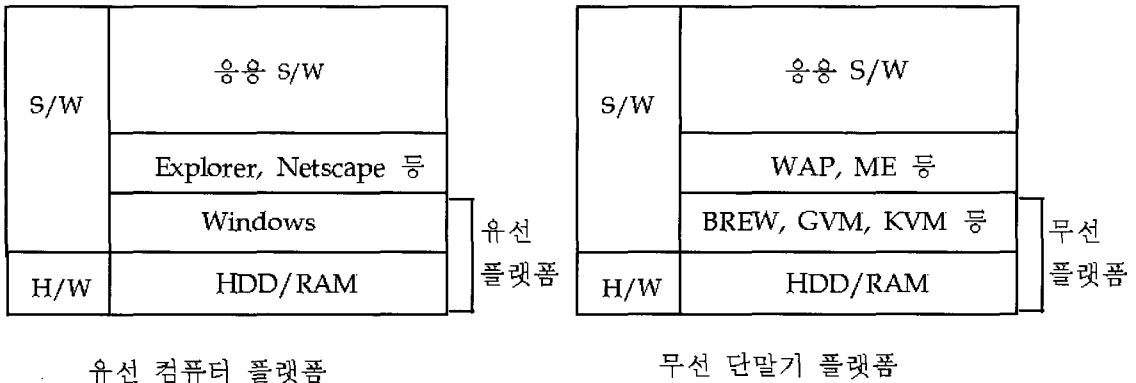 S/W
응용 S/W
Explorer, Netscape 등
Windows
H/W
HDD/RAM
유선
플랫폼
유선 컴퓨터 플랫폼
S/W
응용 S/W
WAP, ME 등
BREW, GVM, KVM 등
H/W
HDD/RAM
무선
플랫폼
무선 단말기 플랫폼